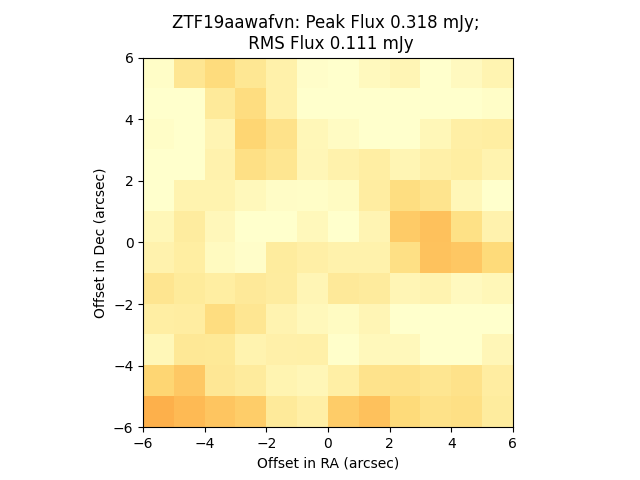 ZTF19aawafvn: Peak Flux 0.318 mJy;
RMS Flux 0.111 mJy
6
4
2
0
−2
−4
−6
Offset in Dec (arcsec)
−6 −4 −2 0 2 4 6
Offset in RA (arcsec)